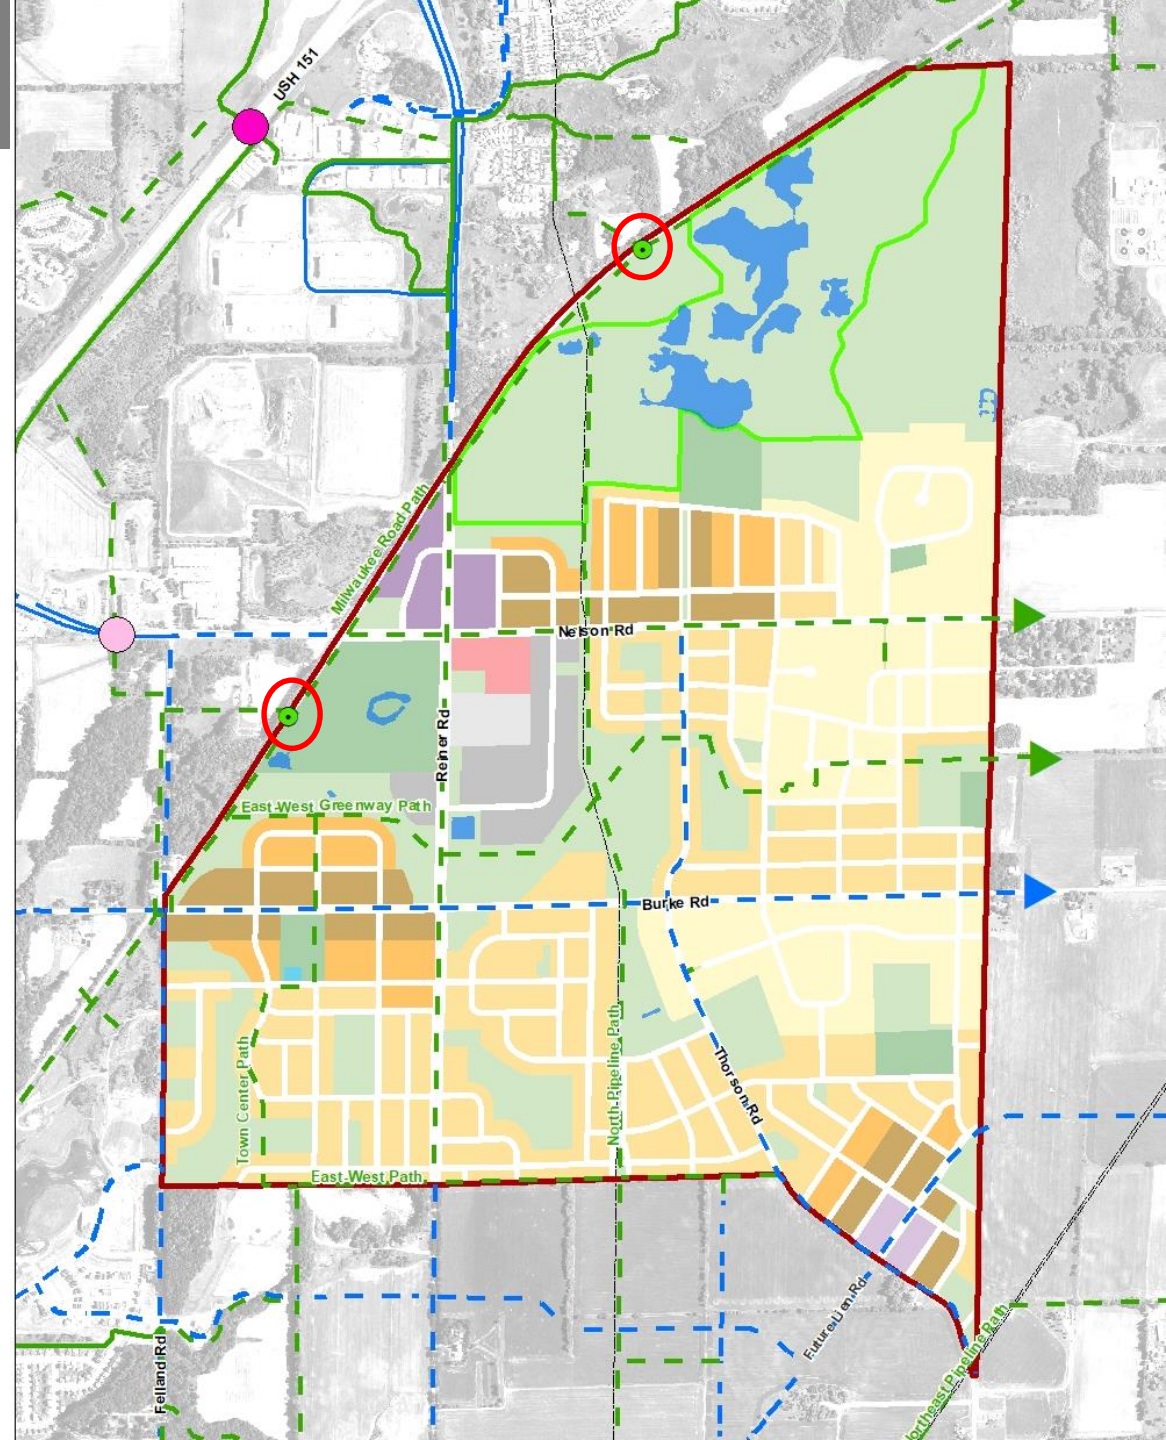 USH 151
Milwaukee Road Path
Nelson Rd
Reiner Rd
East-West Greenway Path
Burke Rd
Town Center Path
North Pipeline Path
Thorson Rd
East-West Path
Future Lien Rd
Felland Rd
Northeast Pipeline Path